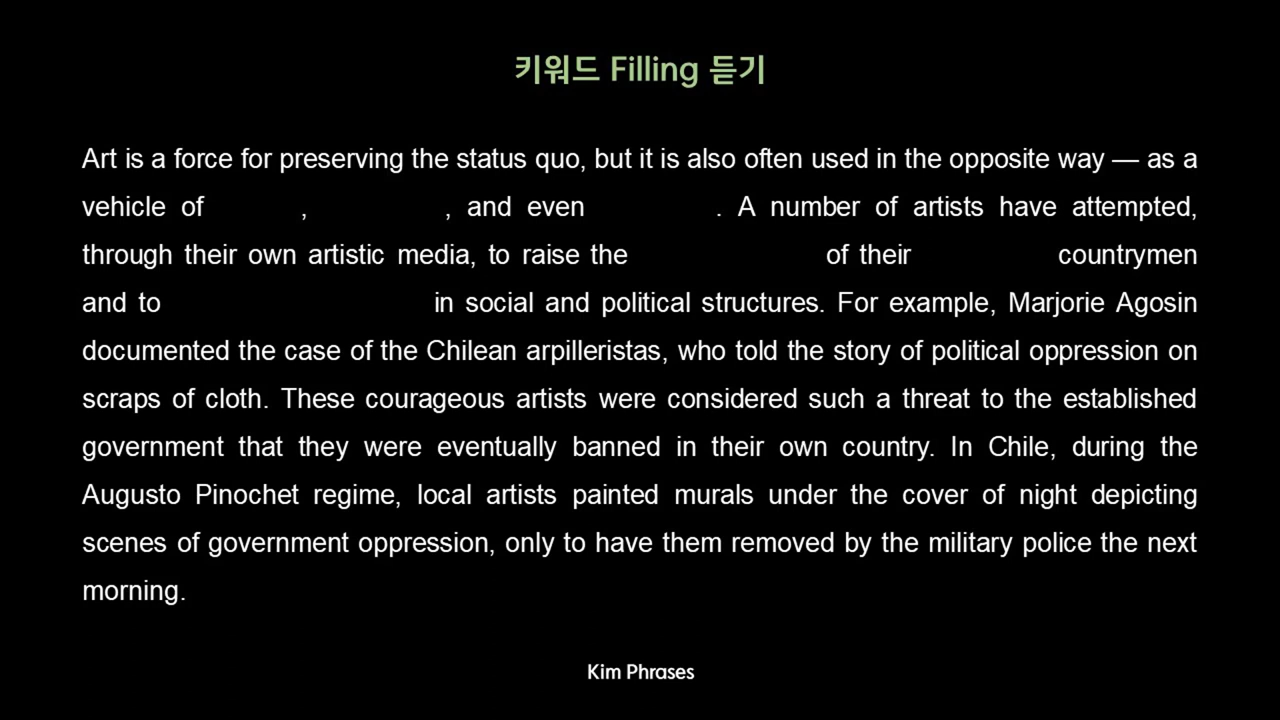 키워드 Filling 듣기
Art is a force for preserving the status quo, but it is also often used in the opposite way — as a
vehicle of , , and even . A number of artists have attempted,
through their own artistic media, to raise the of their countrymen
and to in social and political structures. For example, Marjorie Agosin
documented the case of the Chilean arpilleristas, who told the story of political oppression on
scraps of cloth. These courageous artists were considered such a threat to the established
government that they were eventually banned in their own country. In Chile, during the
Augusto Pinochet regime, local artists painted murals under the cover of night depicting
scenes of government oppression, only to have them removed by the military police the next
morning.
Kim Phrases